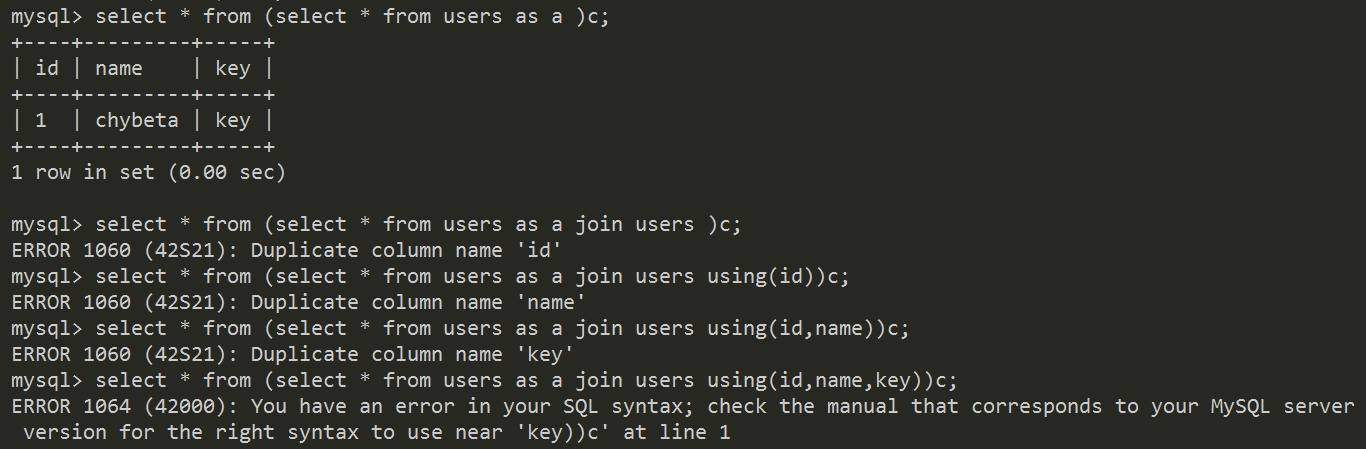 mysql> select * from (select * from users as a )c;
+----+---------+-----+
| id | name    | key |
+----+---------+-----+
| 1  | chybeta | key |
+----+---------+-----+
1 row in set (0.00 sec)
mysql> select * from (select * from users as a join users )c;
ERROR 1060 (42S21): Duplicate column name 'id'
mysql> select * from (select * from users as a join users using(id))c;
ERROR 1060 (42S21): Duplicate column name 'name'
mysql> select * from (select * from users as a join users using(id,name))c;
ERROR 1060 (42S21): Duplicate column name 'key'
mysql> select * from (select * from users as a join users using(id,name,key))c;
ERROR 1064 (42000): You have an error in your SQL syntax; check the manual that corresponds to your MySQL server
 version for the right syntax to use near 'key))c' at line 1